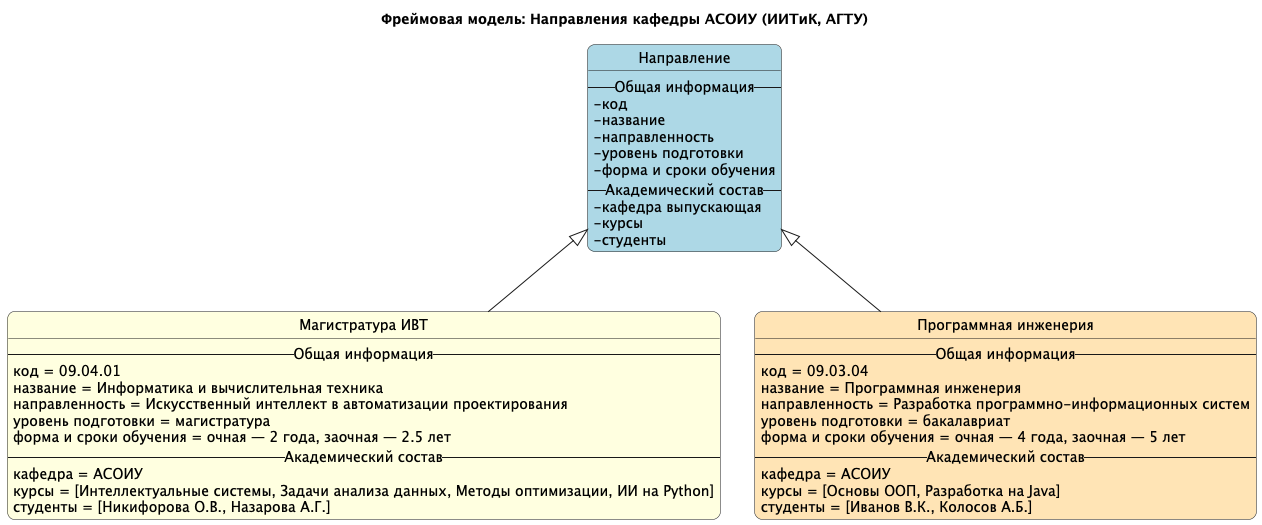 Фреймовая модель: Направления кафедры АСОИУ (ИИТиК, АГТУ)
Направление
Общая информация
-код
-название
-направленность
-уровень подготовки
-форма и сроки обучения
Академический состав
-кафедра выпускающая
-курсы
-студенты
Магистратура ИВТ
Общая информация
код = 09.04.01
название = Информатика и вычислительная техника
направленность = Искусственный интеллект в автоматизации проектирования
уровень подготовки = магистратура
форма и сроки обучения = очная — 2 года, заочная — 2.5 лет
Академический состав
кафедра = АСОИУ
курсы = [Интеллектуальные системы, Задачи анализа данных, Методы оптимизации, ИИ на Python]
студенты = [Никифорова О.В., Назарова А.Г.]
Программная инженерия
Общая информация
код = 09.03.04
название = Программная инженерия
направленность = Разработка программно-информационных систем
уровень подготовки = бакалавриат
форма и сроки обучения = очная — 4 года, заочная — 5 лет
Академический состав
кафедра = АСОИУ
курсы = [Основы ООП, Разработка на Java]
студенты = [Иванов В.К., Колосов А.Б.]